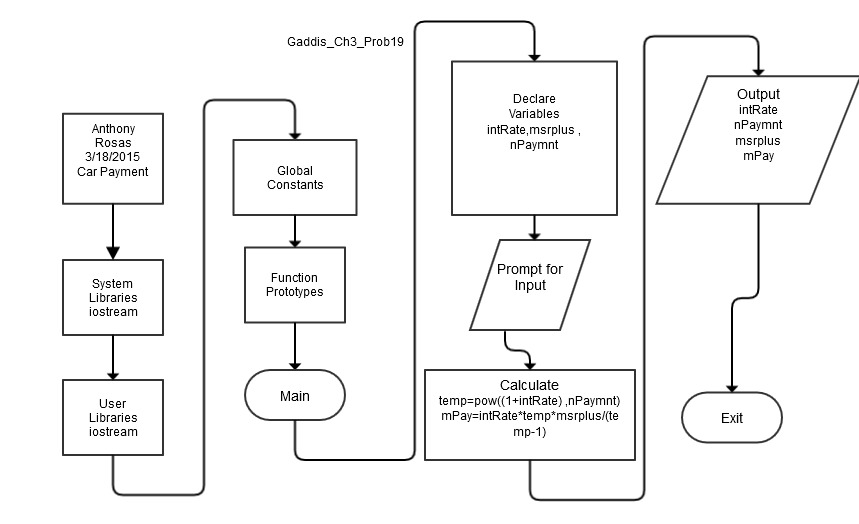 Gaddis_Ch3_Prob19
Anthony
Rosas
3/18/2015
Car Payment
System
Libraries
iostream
User
Libraries
iostream
Global
Constants
Function
Prototypes
Main
Declare
Variables
intRate,msrplus ,
nPaymnt
Prompt for
Input
Calculate
temp=pow((1+intRate) ,nPaymnt)
mPay=intRate*temp*msrplus/(te
mp-1)
Output
intRate
nPaymnt
msrplus
mPay
Exit